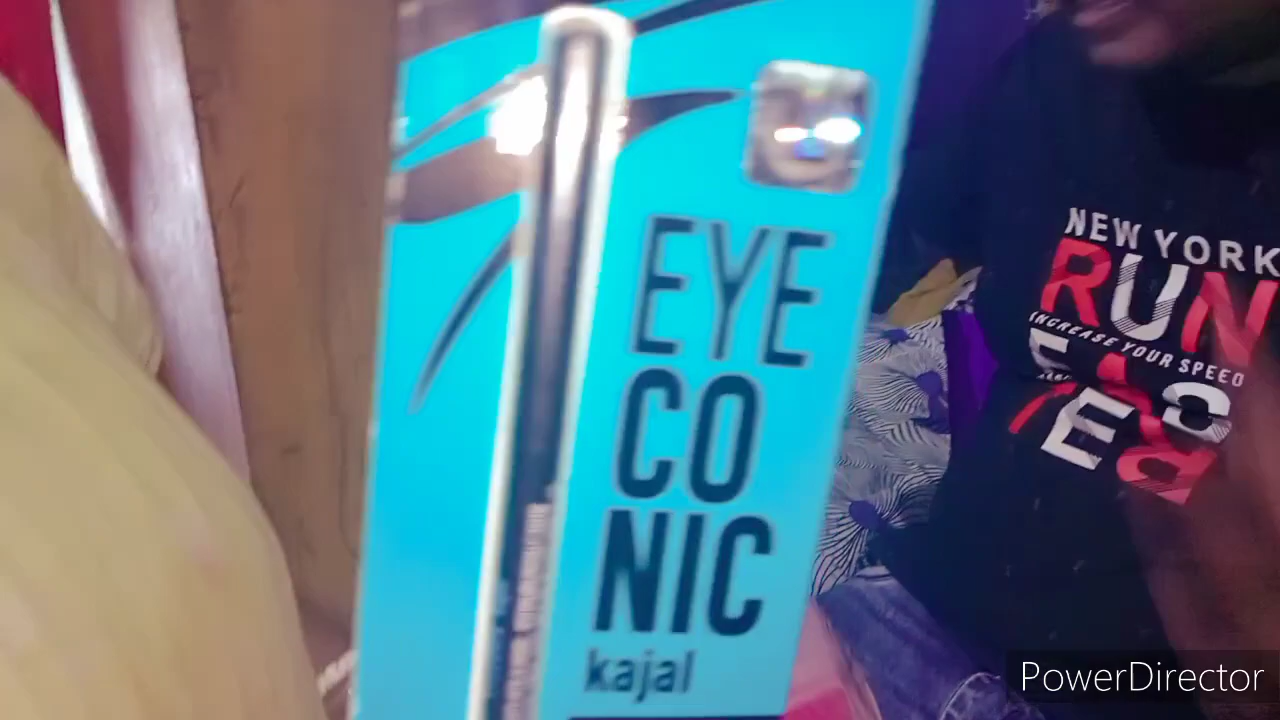 EYE
CO
NIC
kajal
NEW YORK
RUN
INCREASE YOUR SPEED
PowerDirector